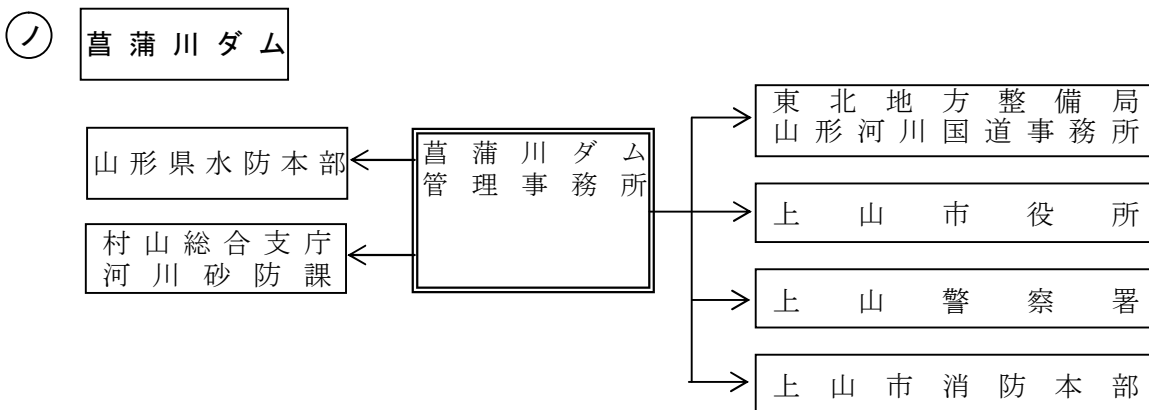 ノ
菖蒲川ダム
山形県水防本部
村山総合支庁
河川砂防課
菖蒲川ダム
管理事務所
東北地方整備局
山形河川国道事務所
上山市役所
上山警察署
上山市消防本部